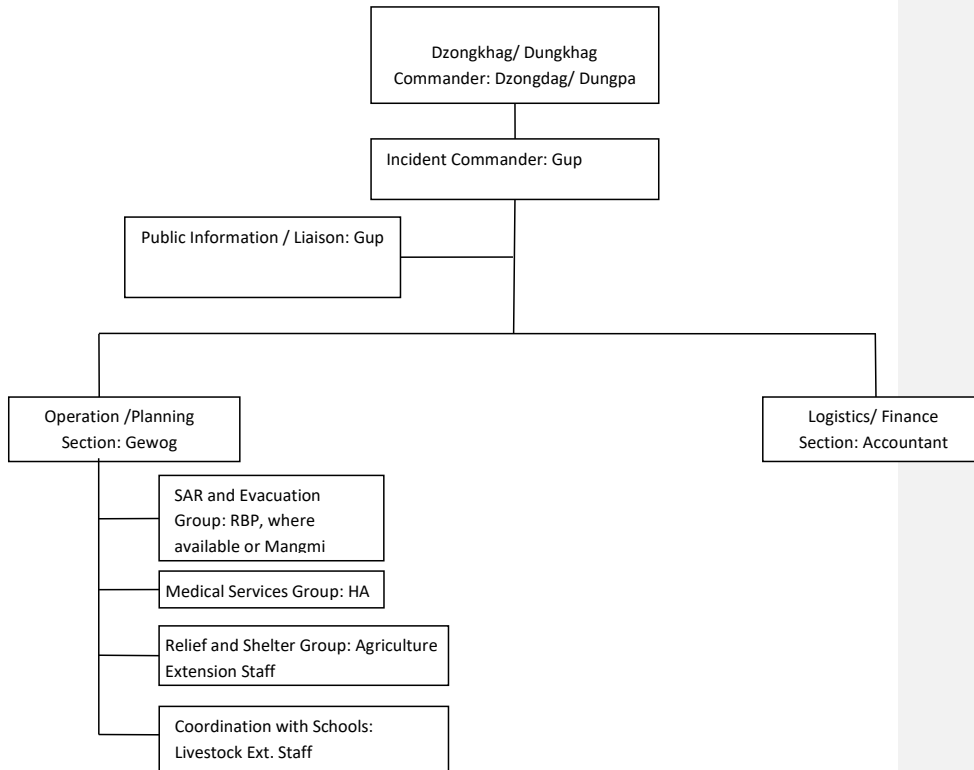 Dzongkhag/ Dungkhag
Commander: Dzongdag/ Dungpa
Incident Commander: Gup
Public Information / Liaison: Gup
Operation /Planning
Section: Gewog
Logistics/ Finance
Section: Accountant
SAR and Evacuation
Group: RBP, where
available or Mangmi
Medical Services Group: HA
Relief and Shelter Group: Agriculture
Extension Staff
Coordination with Schools:
Livestock Ext. Staff